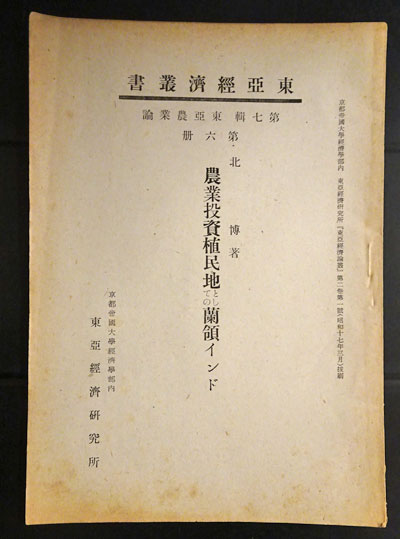 書叢濟經亞東
論業農亞東 輯七第
册六第
北 博著
農業投資植民地としての蘭領インド
京都帝國大學經濟學部内
東亞經濟研究所
京都帝國大學經濟學部内 東亞經濟研究所『東亞經濟論叢』第二卷第一號(昭和十七年三月)拔刷